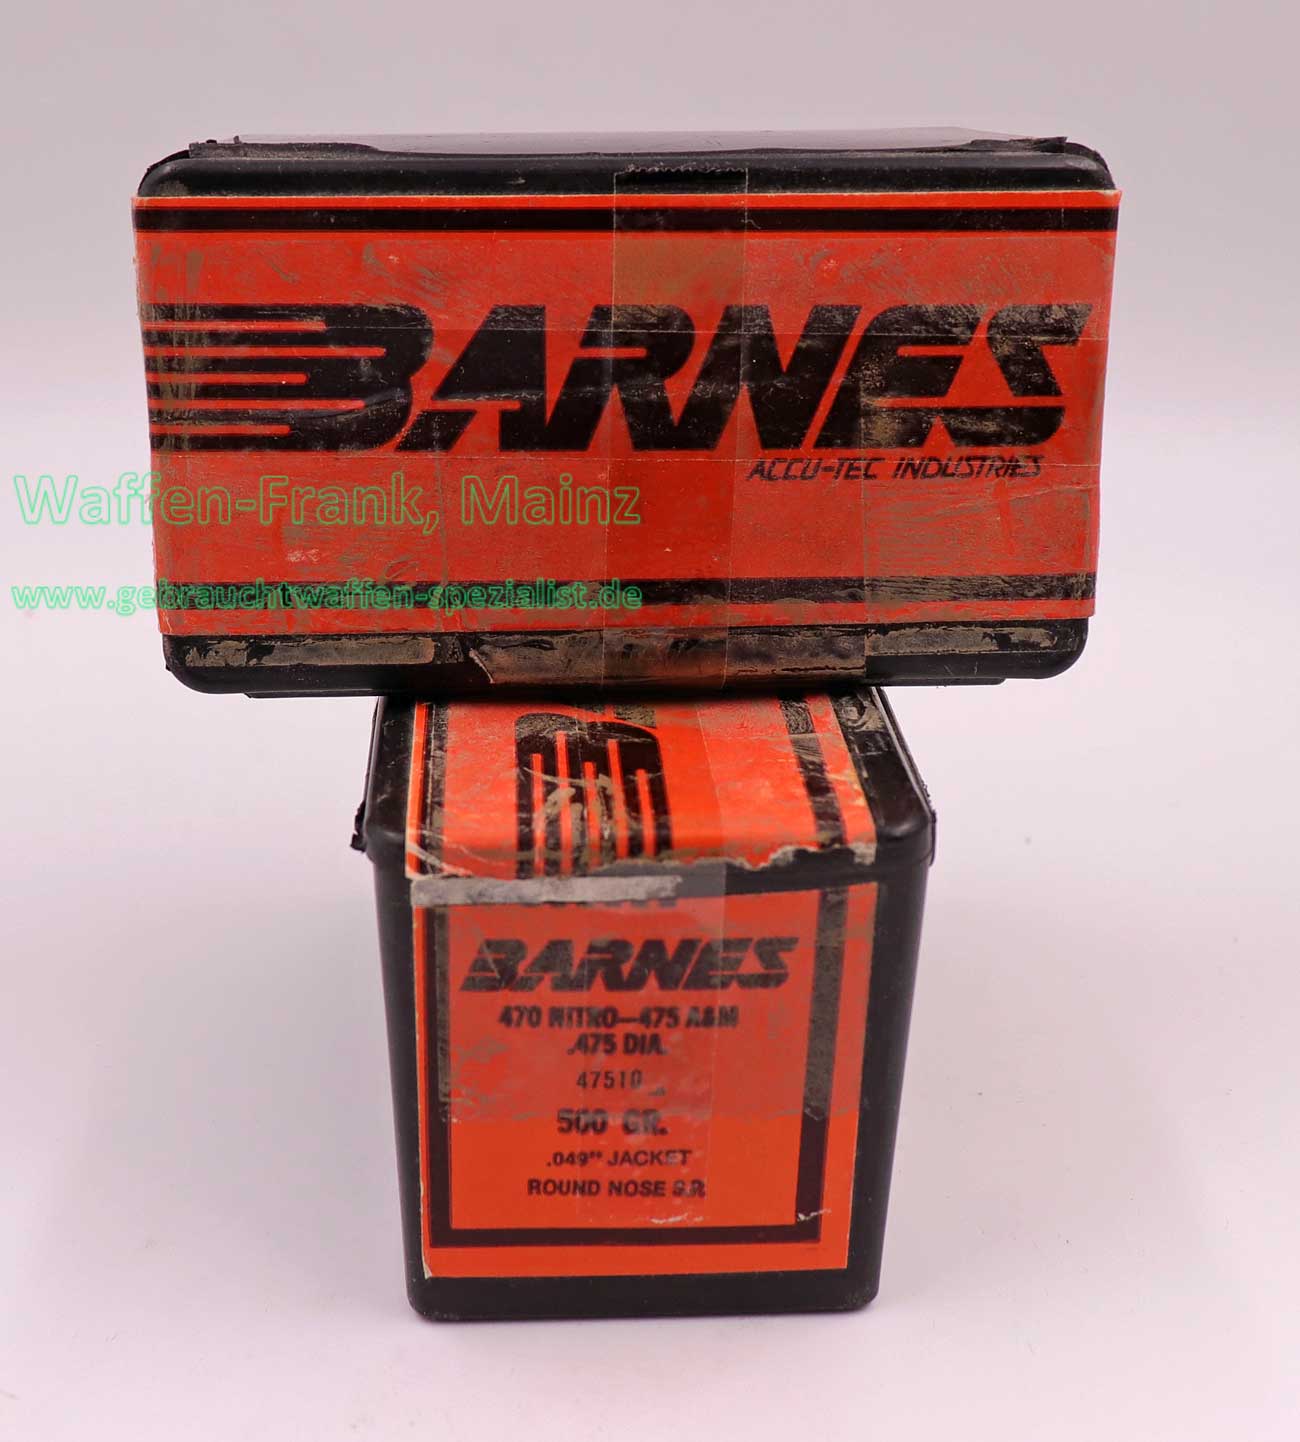 BARNES
ACCU-TEC INDUSTRIES
Waffen-Frank, Mainz
www.gebrauchtwaffen-spezialist.de
BARNES
470 NITRO—475 A&M
.475 DIA.
47510
500 GR.
.049" JACKET
ROUND NOSE S.P.